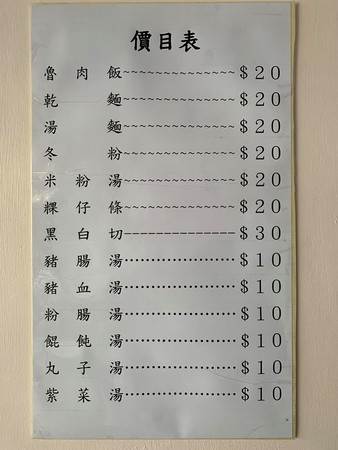 價目表
魯肉飯~~~~~~~~~~~~~~$20
乾麵~~~~~~~~~~~~~~$20
湯麵~~~~~~~~~~~~~~$20
冬粉~~~~~~~~~~~~~~$20
米粉湯~~~~~~~~~~~~~~$20
粿仔條~~~~~~~~~~~~~~$20
黑白切--------------$30
豬腸湯····················$10
豬血湯····················$10
粉腸湯····················$10
餛飩湯····················$10
丸子湯····················$10
紫菜湯····················$10